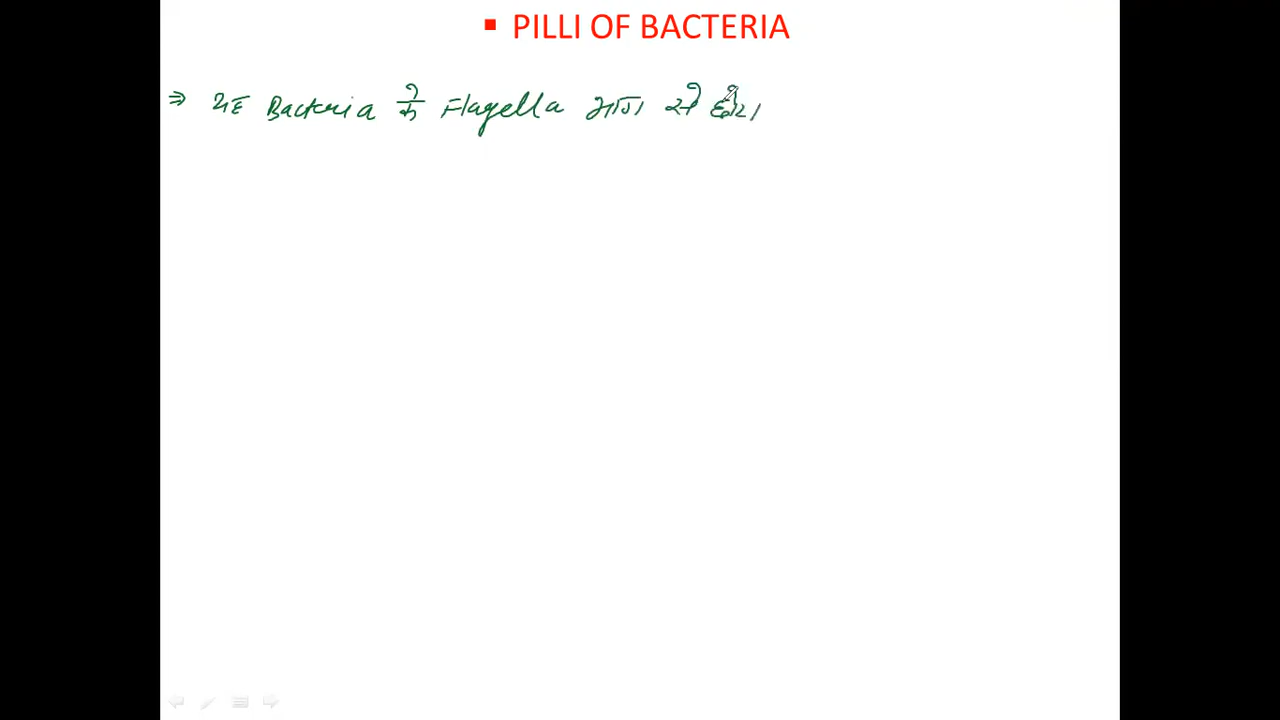 ▪ PILLI OF BACTERIA
⇒ यह Bacteria के Flagella भाग से छोटा